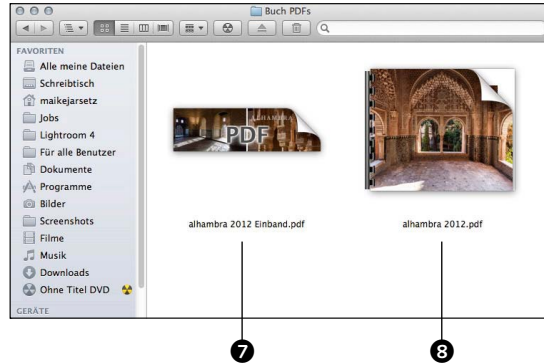 Buch PDFs
FAVORITEN
Alle meine Dateien
Schreibtisch
maikejarsetz
Jobs
Lightroom 4
Für alle Benutzer
Dokumente
Programme
Bilder
Screenshots
Filme
Musik
Downloads
Ohne Titel DVD
GERÄTE
ALHAMBRA
PDF
alhambra 2012 Einband.pdf
alhambra 2012.pdf
7
8